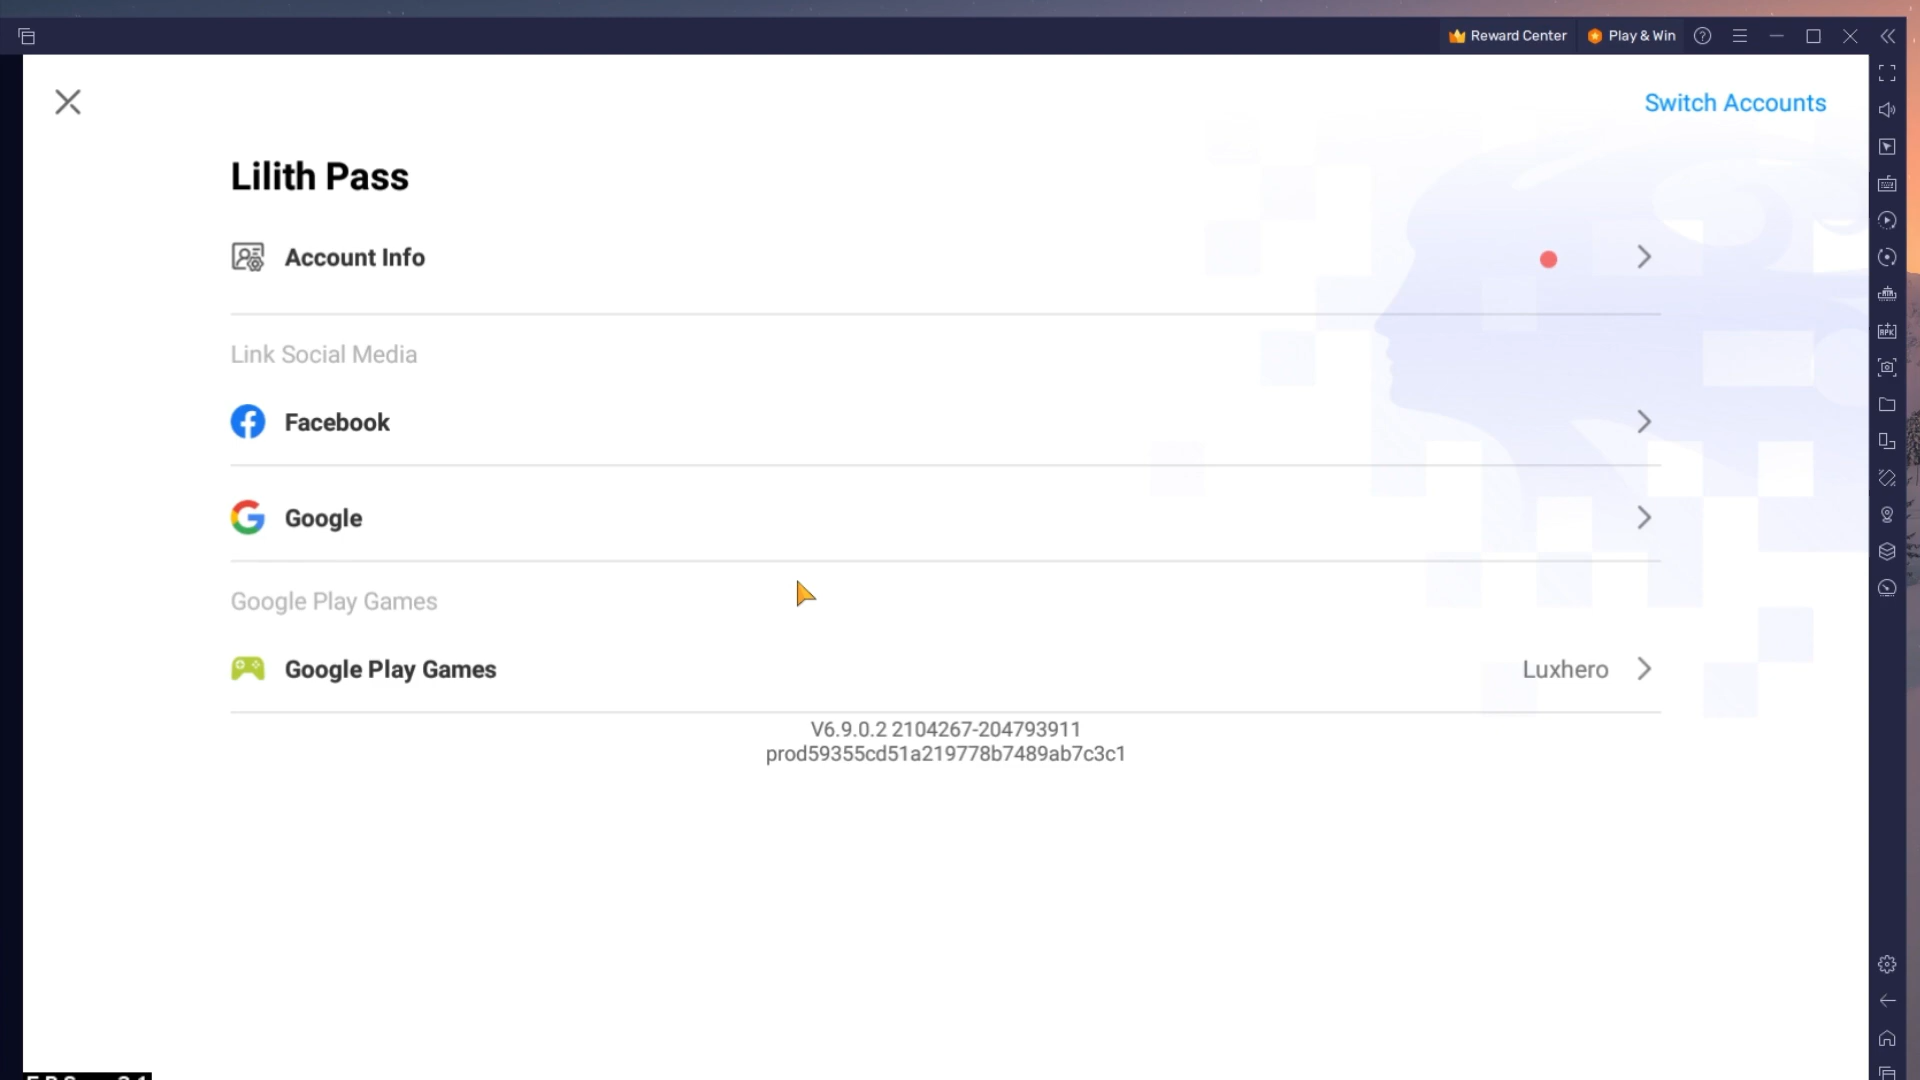 Reward Center
Play & Win
Switch Accounts
Lilith Pass
Account Info
Link Social Media
Facebook
Google
Google Play Games
Google Play Games
Luxhero
V6.9.0.2 2104267-204793911
prod59355cd51a219778b7489ab7c3c1